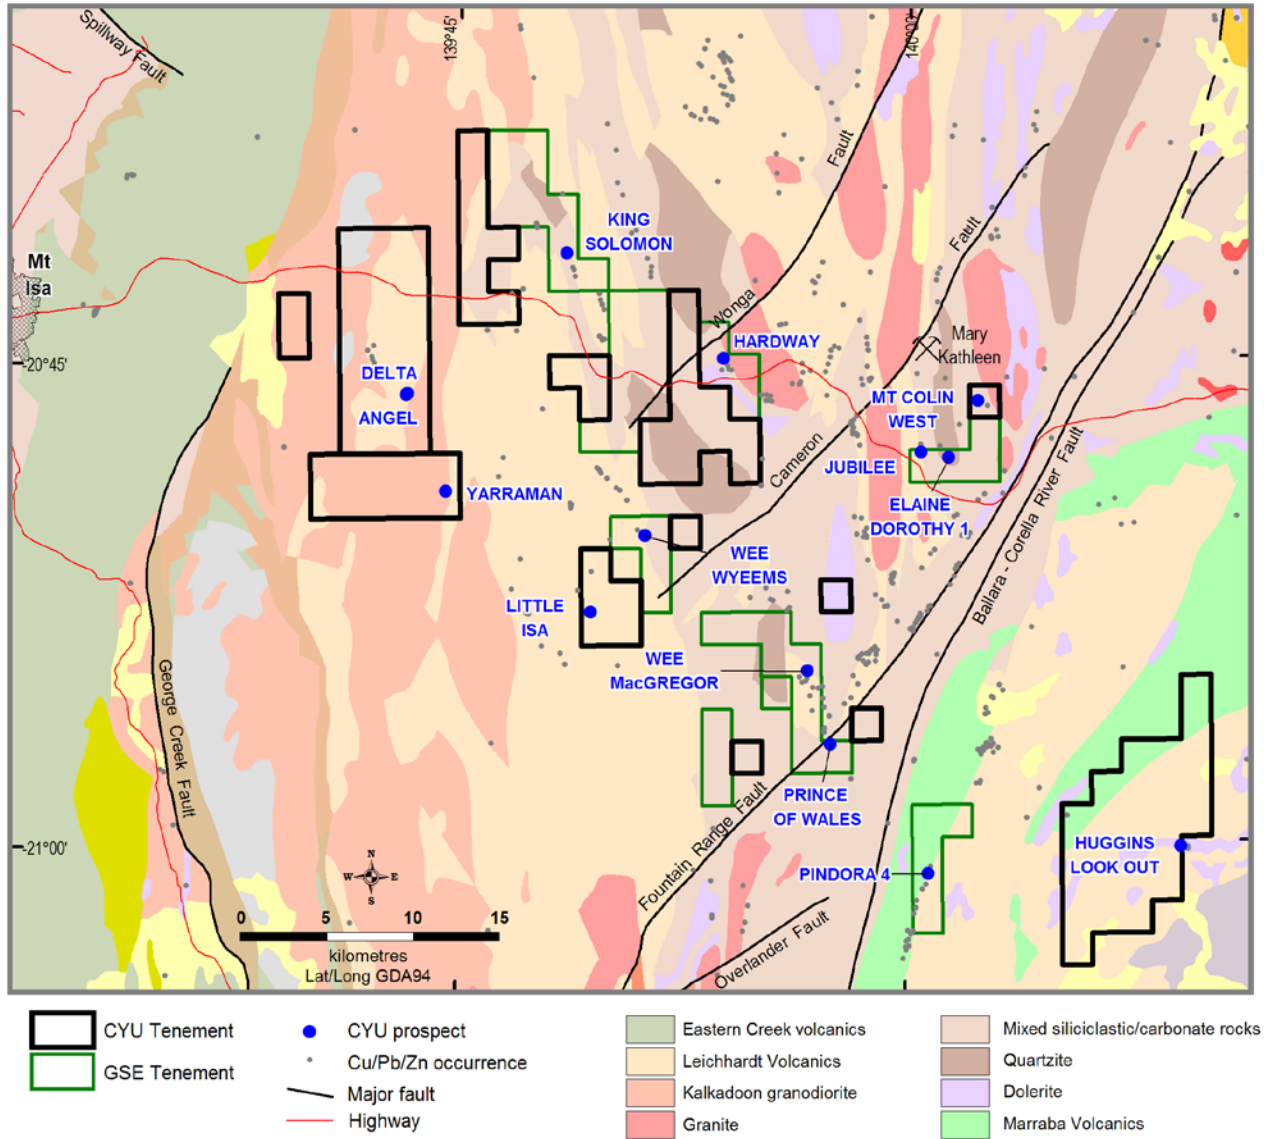 Spillway Fault
139°45'
140°00'
Mt
Isa
KING
SOLOMON
Fault
Wonga
HARDWAY
Fault
Mary
Kathleen
-20°45'
DELTA
ANGEL
MT COLIN
WEST
YARRAMAN
Cameron
JUBILEE
ELAINE
DOROTHY 1
Ballara - Corella River Fault
WEE
WYEEMS
LITTLE
ISA
WEE
MacGREGOR
George Creek Fault
PRINCE
OF WALES
Fountain Range Fault
-21°00'
HUGGINS
LOOK OUT
PINDORA 4
Overlander Fault
N
W E
S
0 5 10 15
kilometres
Lat/Long GDA94
CYU Tenement
GSE Tenement
CYU prospect
Cu/Pb/Zn occurrence
Major fault
Highway
Eastern Creek volcanics
Leichhardt Volcanics
Kalkadoon granodiorite
Granite
Mixed siliciclastic/carbonate rocks
Quartzite
Dolerite
Marraba Volcanics